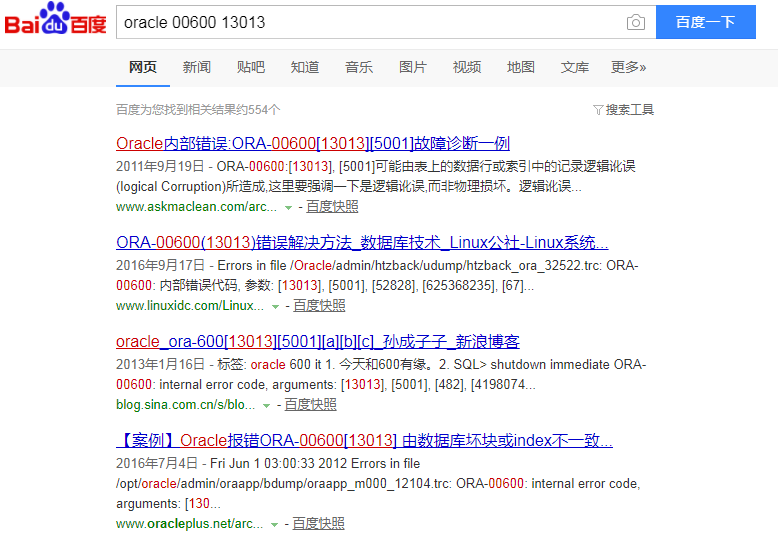 Bai du 百度 oracle 00600 13013 百度一下
网页 新闻 贴吧 知道 音乐 图片 视频 地图 文库 更多»
百度为您找到相关结果约554个 搜索工具
Oracle内部错误:ORA-00600[13013][5001]故障诊断一例
2011年9月19日 - ORA-00600:[13013], [5001]可能由表上的数据行或索引中的记录逻辑讹误
(logical Corruption)所造成,这里要强调一下是逻辑讹误,而非物理损坏。逻辑讹误...
www.askmaclean.com/arc... - 百度快照
ORA-00600(13013)错误解决方法_数据库技术_Linux公社-Linux系统...
2016年9月17日 - Errors in file /Oracle/admin/htzback/udump/htzback_ora_32522.trc: ORA-
00600: 内部错误代码, 参数: [13013], [5001], [52828], [625368235], [67]...
www.linuxidc.com/Linux... - 百度快照
oracle_ora-600[13013][5001][a][b][c]_孙成子子_新浪博客
2013年1月16日 - 标签: oracle 600 it 1. 今天和600有缘。2. SQL> shutdown immediate ORA-
00600: internal error code, arguments: [13013], [5001], [482], [4198074...
blog.sina.com.cn/s/blo... - 百度快照
【案例】Oracle报错ORA-00600[13013] 由数据库坏块或index不一致...
2016年7月4日 - Fri Jun 1 03:00:33 2012 Errors in file
/opt/oracle/admin/oraapp/bdump/oraapp_m000_12104.trc: ORA-00600: internal error code,
arguments: [130...
www.oracleplus.net/arc... - 百度快照